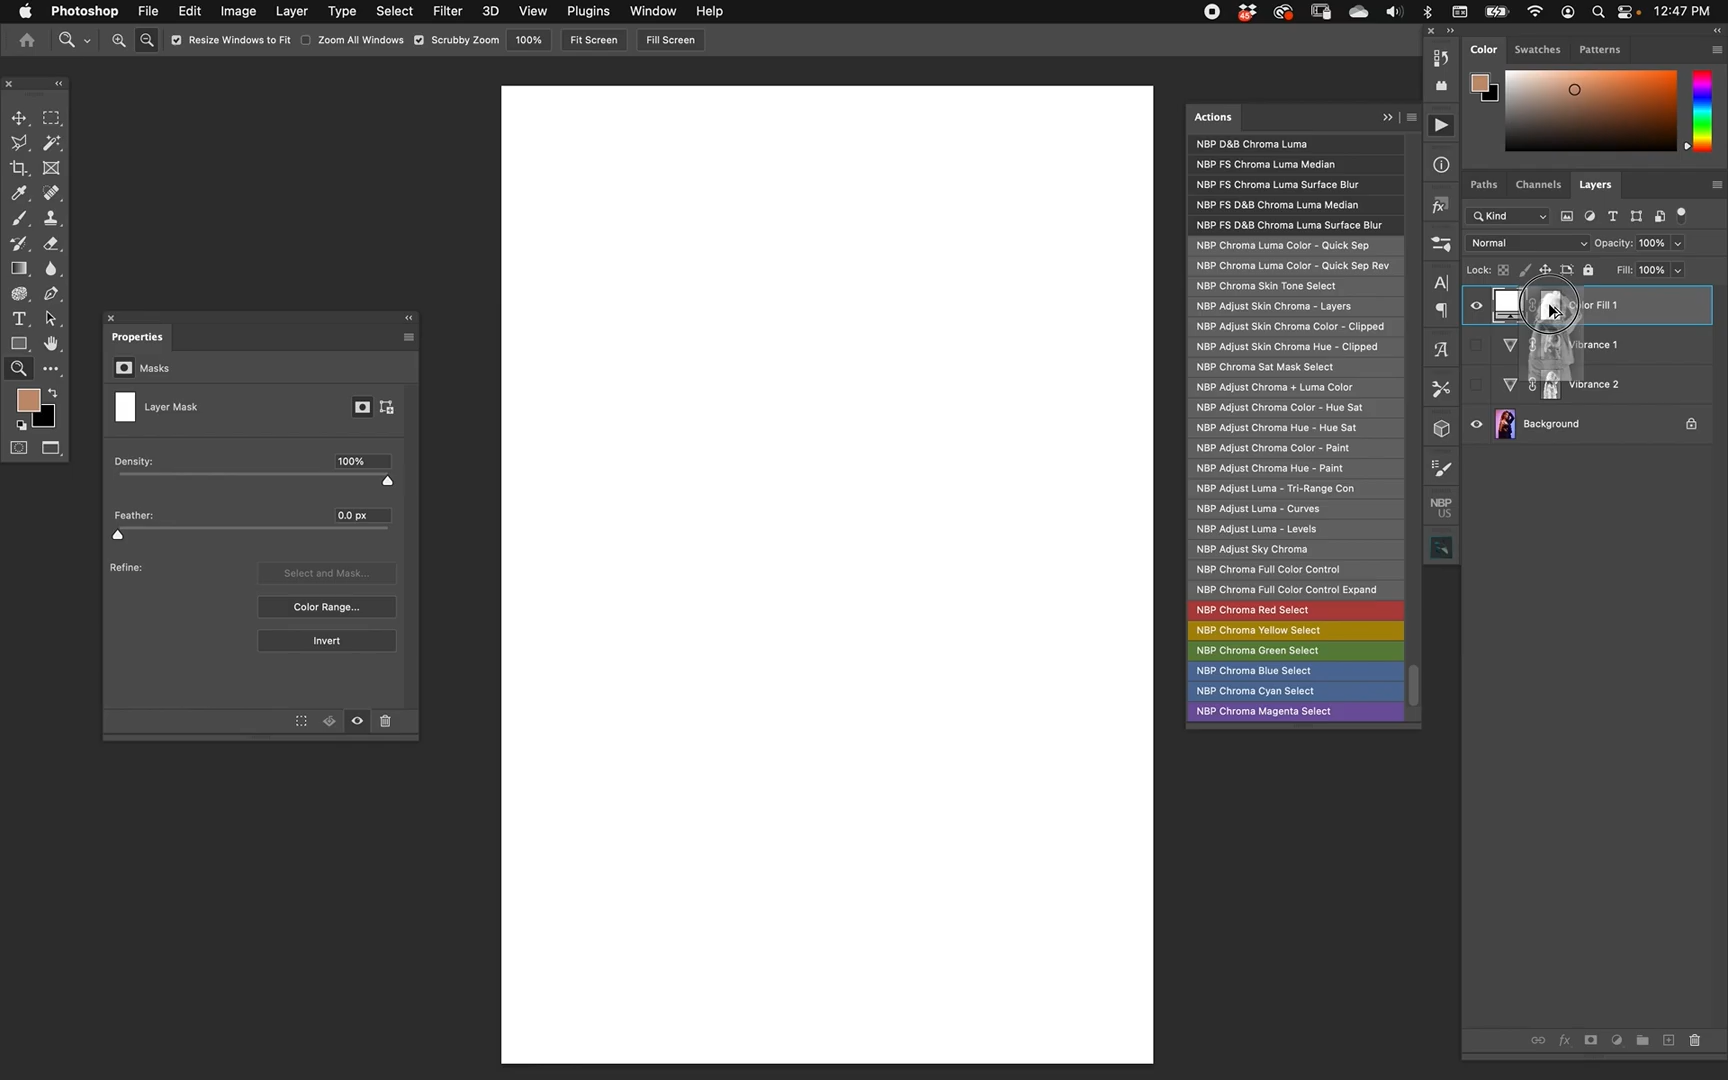 Photoshop File Edit Image Layer Type Select Filter 3D View Plugins Window Help 45 12:47 PM
Resize Windows to Fit Zoom All Windows Scrubby Zoom 100% Fit Screen Fill Screen
Color Swatches Patterns
Actions
NBP D&B Chroma Luma
NBP FS Chroma Luma Median
NBP FS Chroma Luma Surface Blur
NBP FS D&B Chroma Luma Median
NBP FS D&B Chroma Luma Surface Blur
NBP Chroma Luma Color - Quick Sep
NBP Chroma Luma Color - Quick Sep Rev
NBP Chroma Skin Tone Select
NBP Adjust Skin Chroma - Layers
NBP Adjust Skin Chroma Color - Clipped
NBP Adjust Skin Chroma Hue - Clipped
NBP Chroma Sat Mask Select
NBP Adjust Chroma + Luma Color
NBP Adjust Chroma Color - Hue Sat
NBP Adjust Chroma Hue - Hue Sat
NBP Adjust Chroma Color - Paint
NBP Adjust Chroma Hue - Paint
NBP Adjust Luma - Tri-Range Con
NBP Adjust Luma - Curves
NBP Adjust Luma - Levels
NBP Adjust Sky Chroma
NBP Chroma Full Color Control
NBP Chroma Full Color Control Expand
NBP Chroma Red Select
NBP Chroma Yellow Select
NBP Chroma Green Select
NBP Chroma Blue Select
NBP Chroma Cyan Select
NBP Chroma Magenta Select
NBP
US
Paths Channels Layers
Kind
Normal Opacity: 100%
Lock: Fill: 100%
Color Fill 1
Vibrance 1
Vibrance 2
Background
Properties
Masks
Layer Mask
Density: 100%
Feather: 0.0 px
Refine: Select and Mask...
Color Range...
Invert